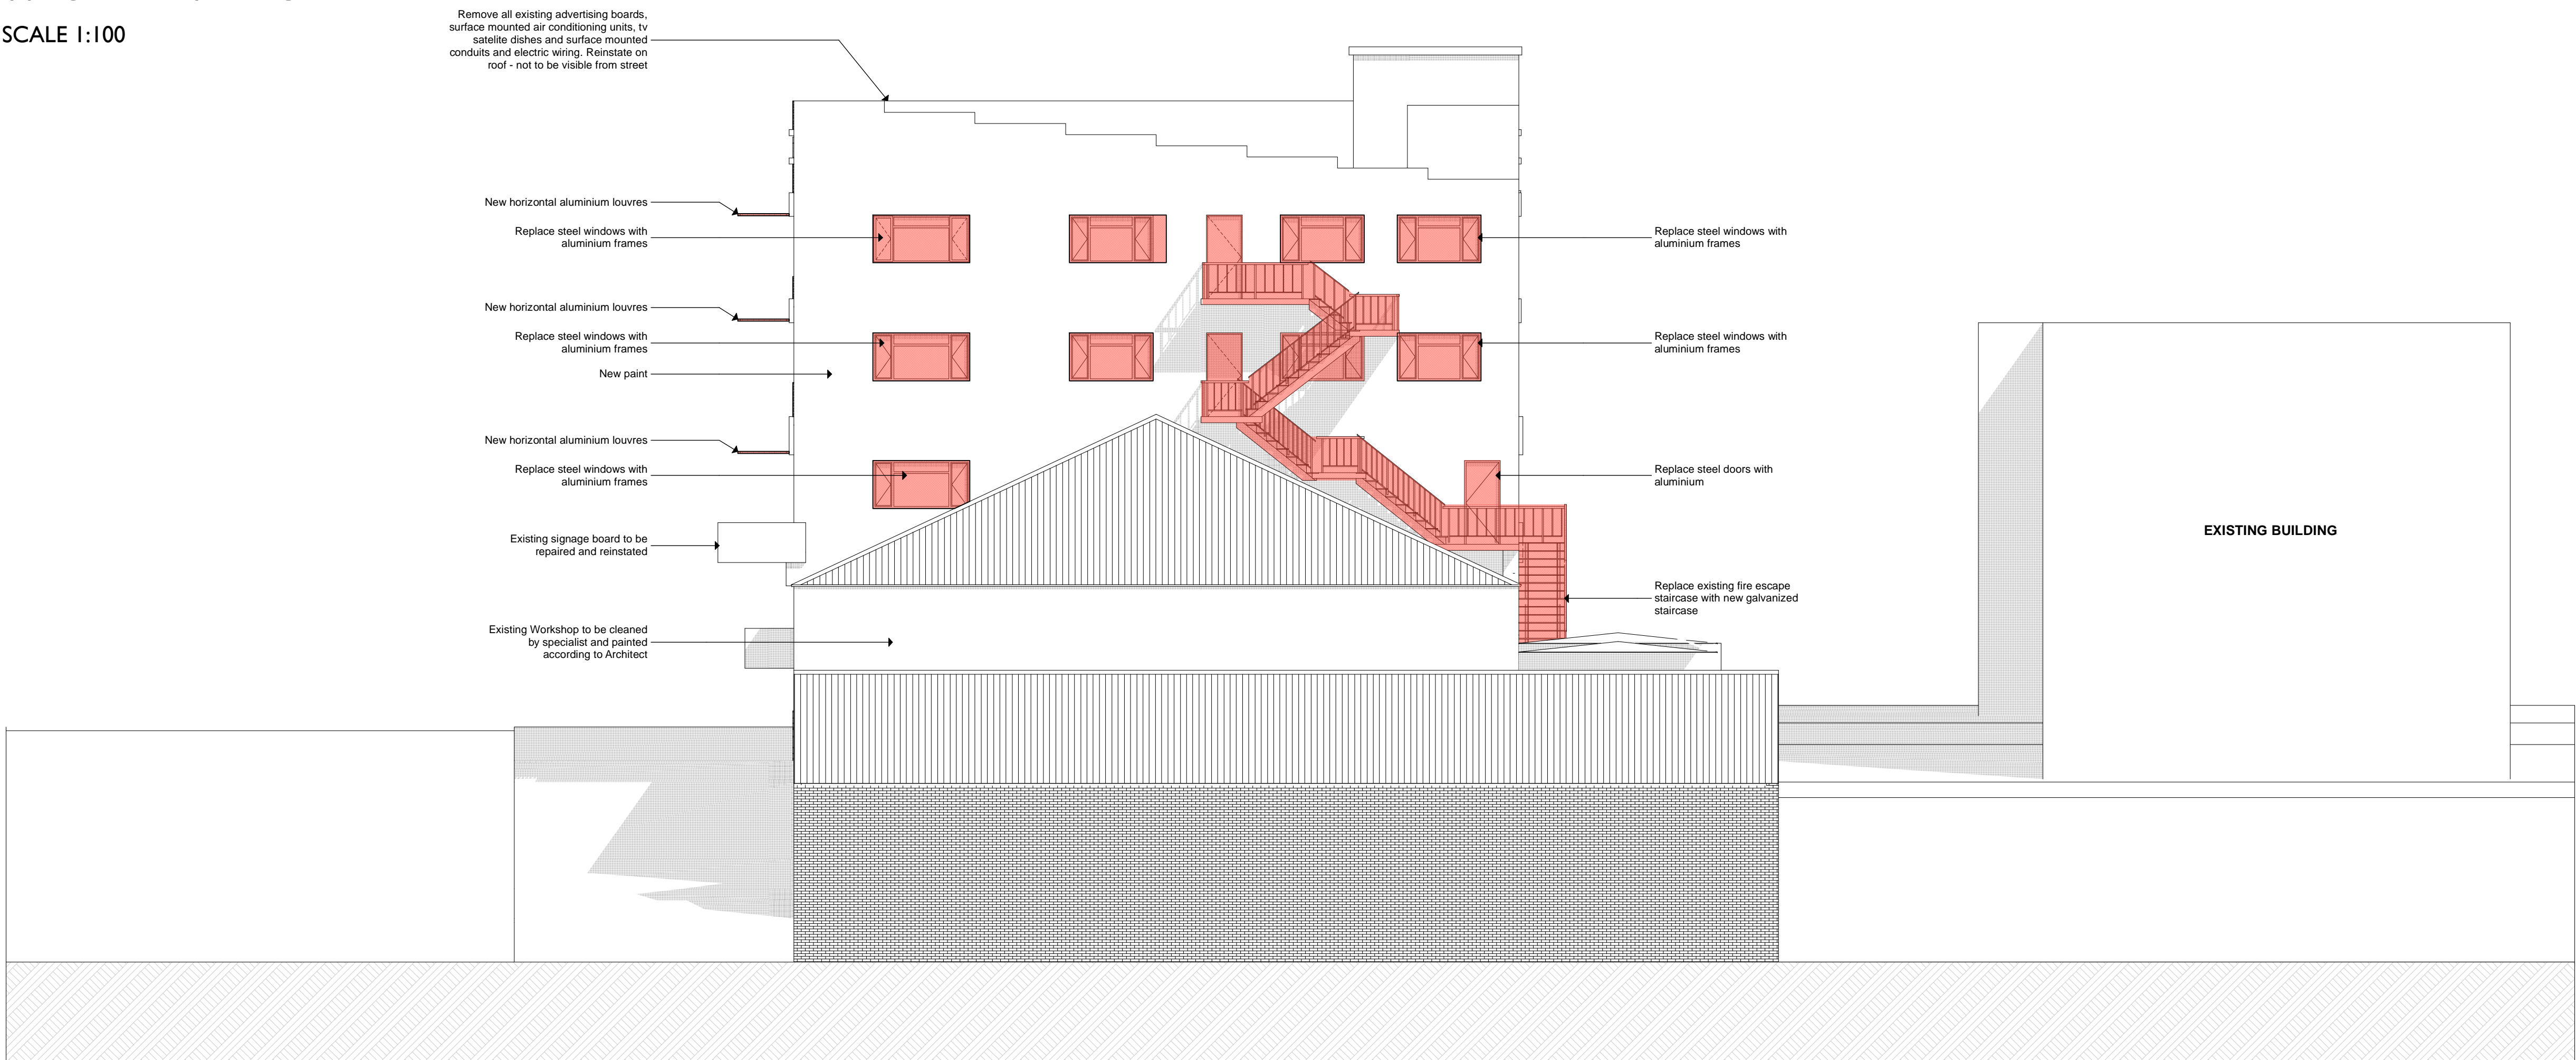 SCALE 1:100
Remove all existing advertising boards,
surface mounted air conditioning units, tv
satelite dishes and surface mounted
conduits and electric wiring. Reinstate on
roof - not to be visible from street
New horizontal aluminium louvres
Replace steel windows with
aluminium frames
New horizontal aluminium louvres
Replace steel windows with
aluminium frames
New paint
New horizontal aluminium louvres
Replace steel windows with
aluminium frames
Existing signage board to be
repaired and reinstated
Existing Workshop to be cleaned
by specialist and painted
according to Architect
Replace steel windows with
aluminium frames
Replace steel windows with
aluminium frames
Replace steel doors with
aluminium
Replace existing fire escape
staircase with new galvanized
staircase
EXISTING BUILDING